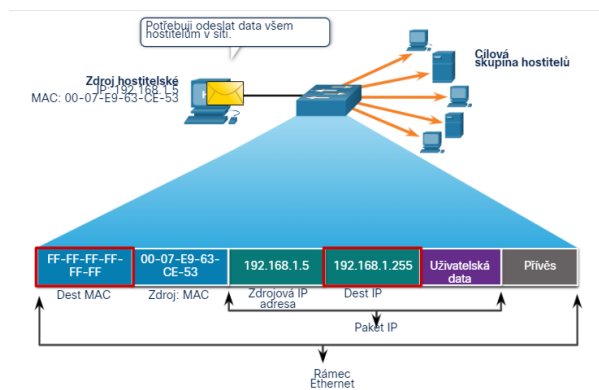 Potřebuji odeslat data všem
hostitelům v síti.
Zdroj hostitelské
IP: 192.168.1.5
MAC: 00-07-E9-63-CE-53
H
Cílová
skupina hostitelů
FF-FF-FF-FF-
FF-FF
00-07-E9-63-
CE-53
192.168.1.5
192.168.1.255
Uživatelská
data
Přívěs
Dest MAC
Zdroj: MAC
Zdrojová IP
adresa
Dest IP
Paket IP
Rámec
Ethernet